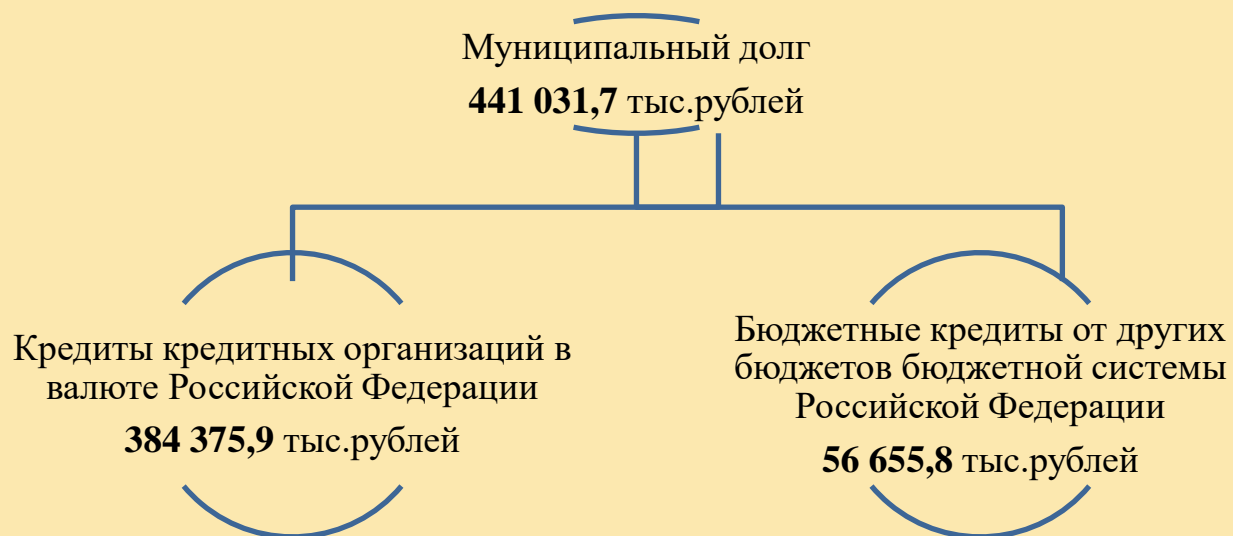 Муниципальный долг
441 031,7 тыс.рублей
Кредиты кредитных организаций в
валюте Российской Федерации
384 375,9 тыс.рублей
Бюджетные кредиты от других
бюджетов бюджетной системы
Российской Федерации
56 655,8 тыс.рублей